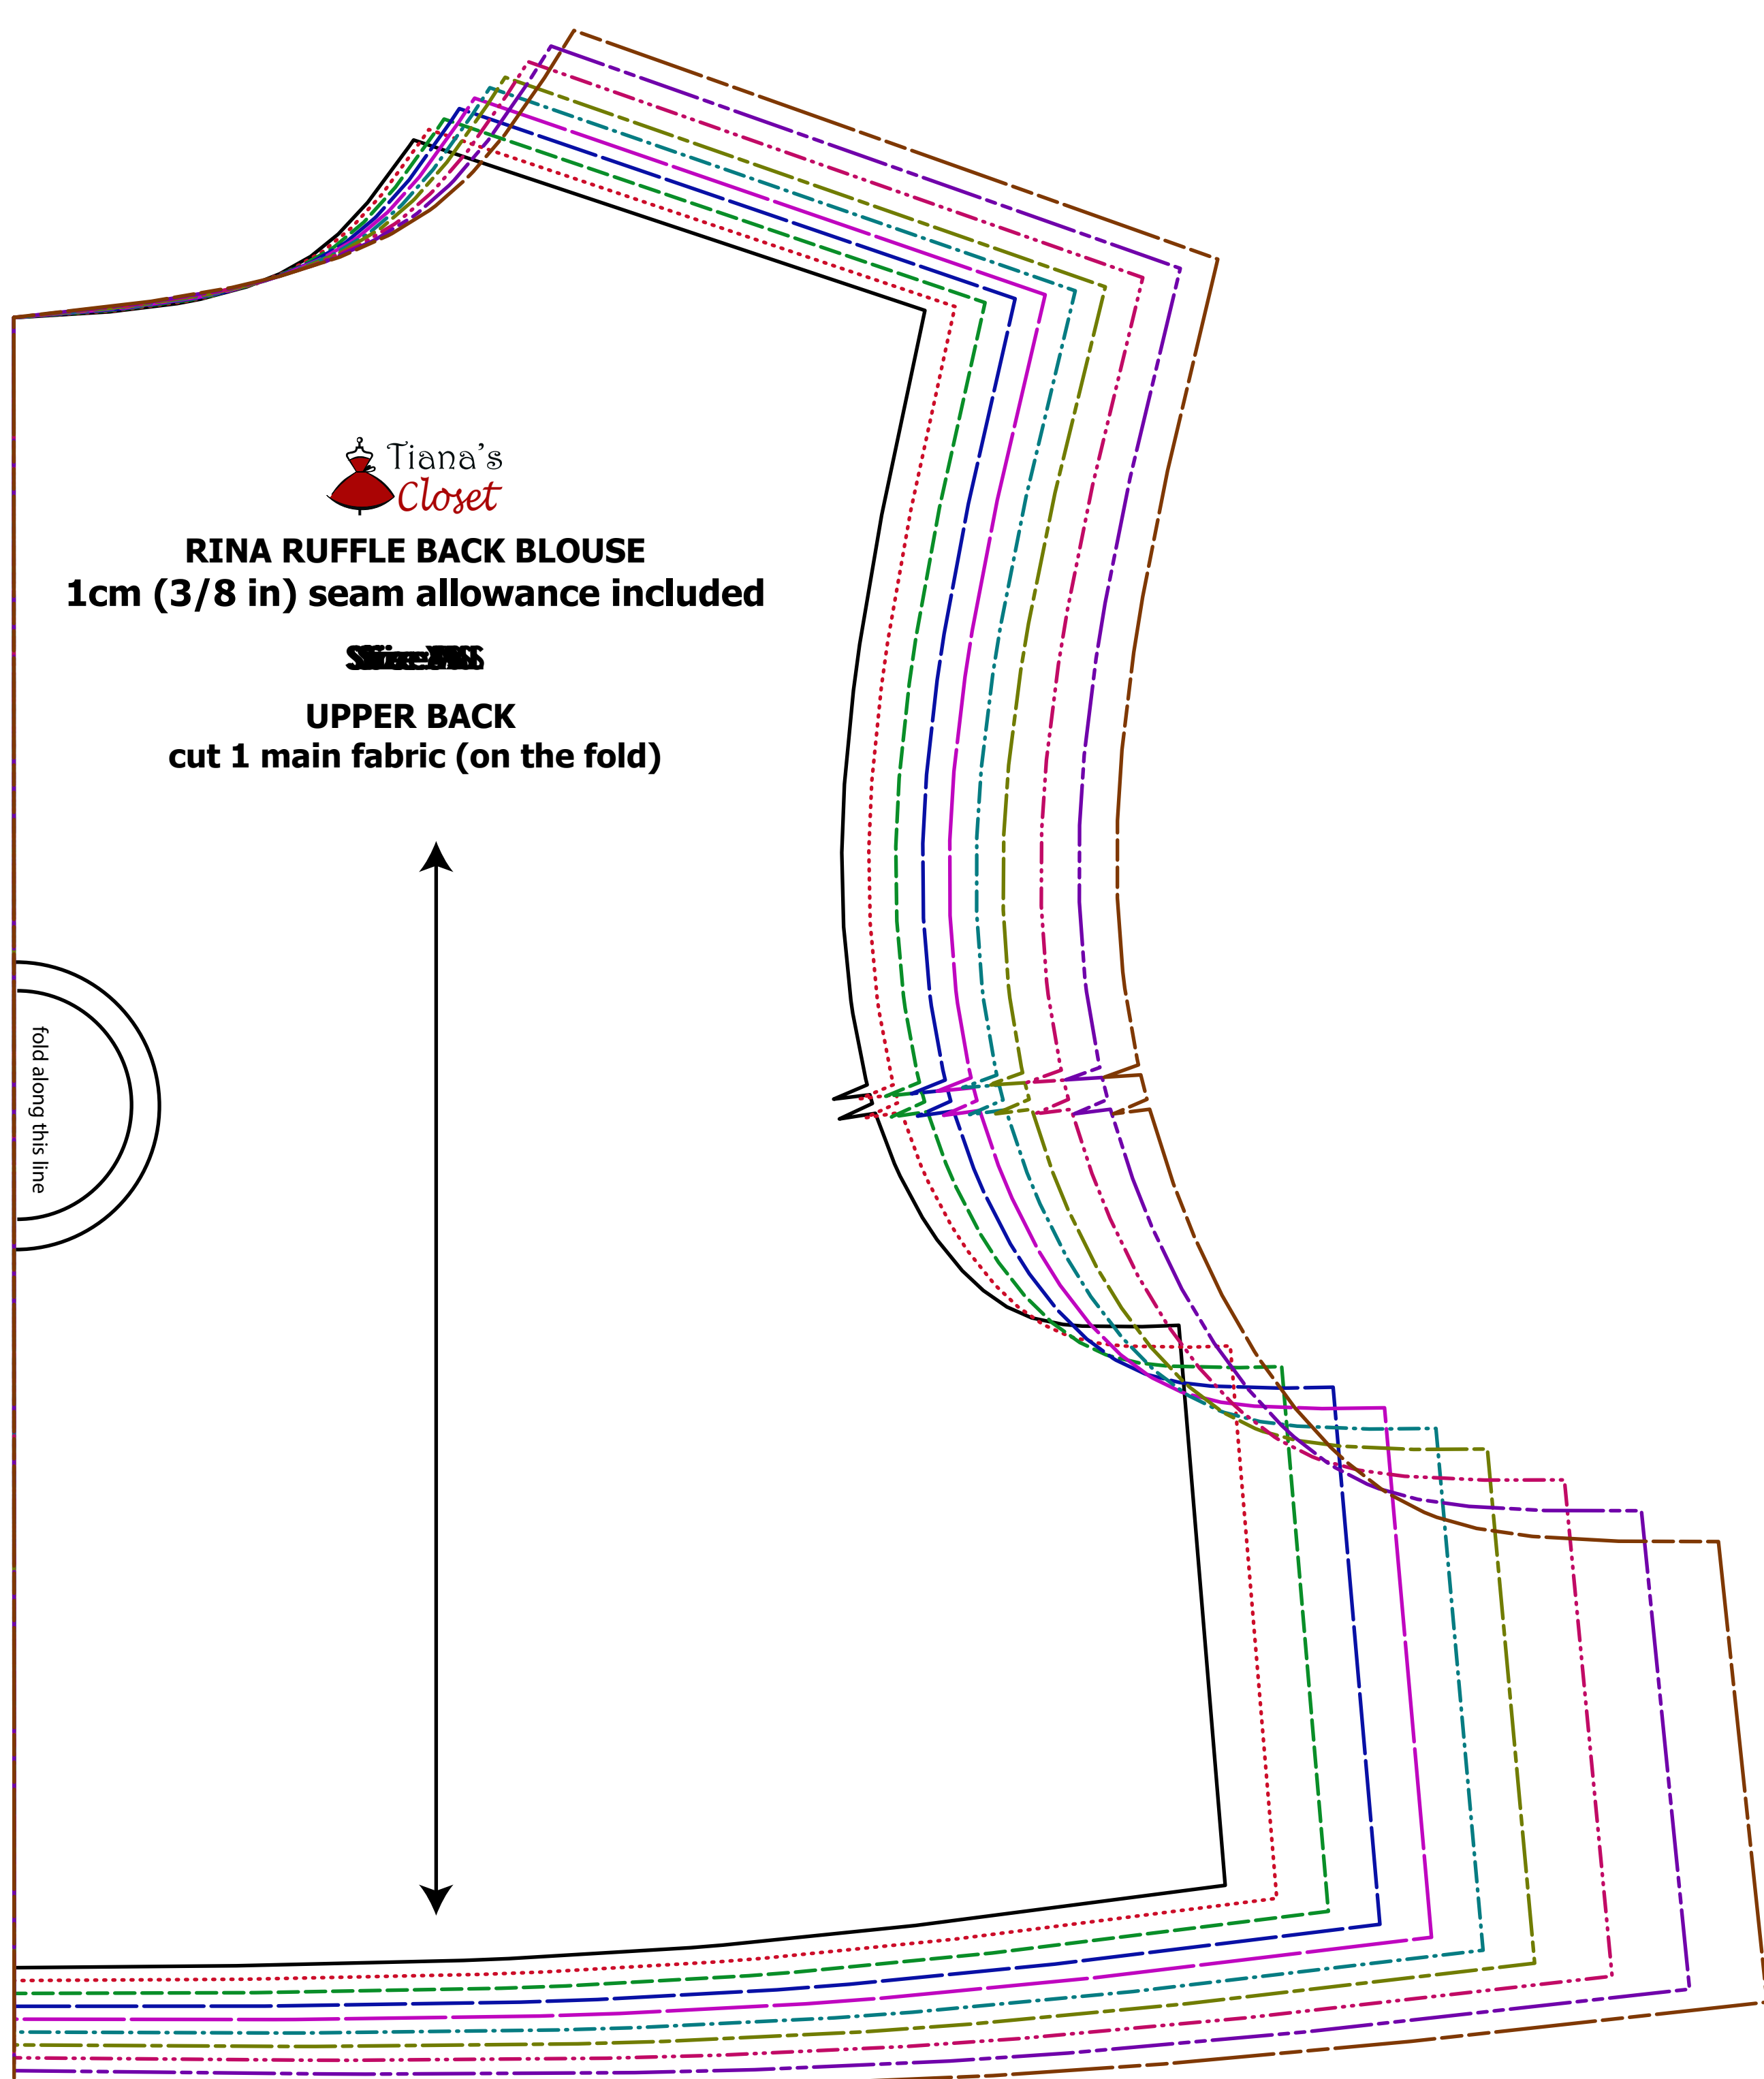 Tiana's
Closet
RINA RUFFLE BACK BLOUSE
1cm (3/8 in) seam allowance included
UPPER BACK
cut 1 main fabric (on the fold)
fold along this line